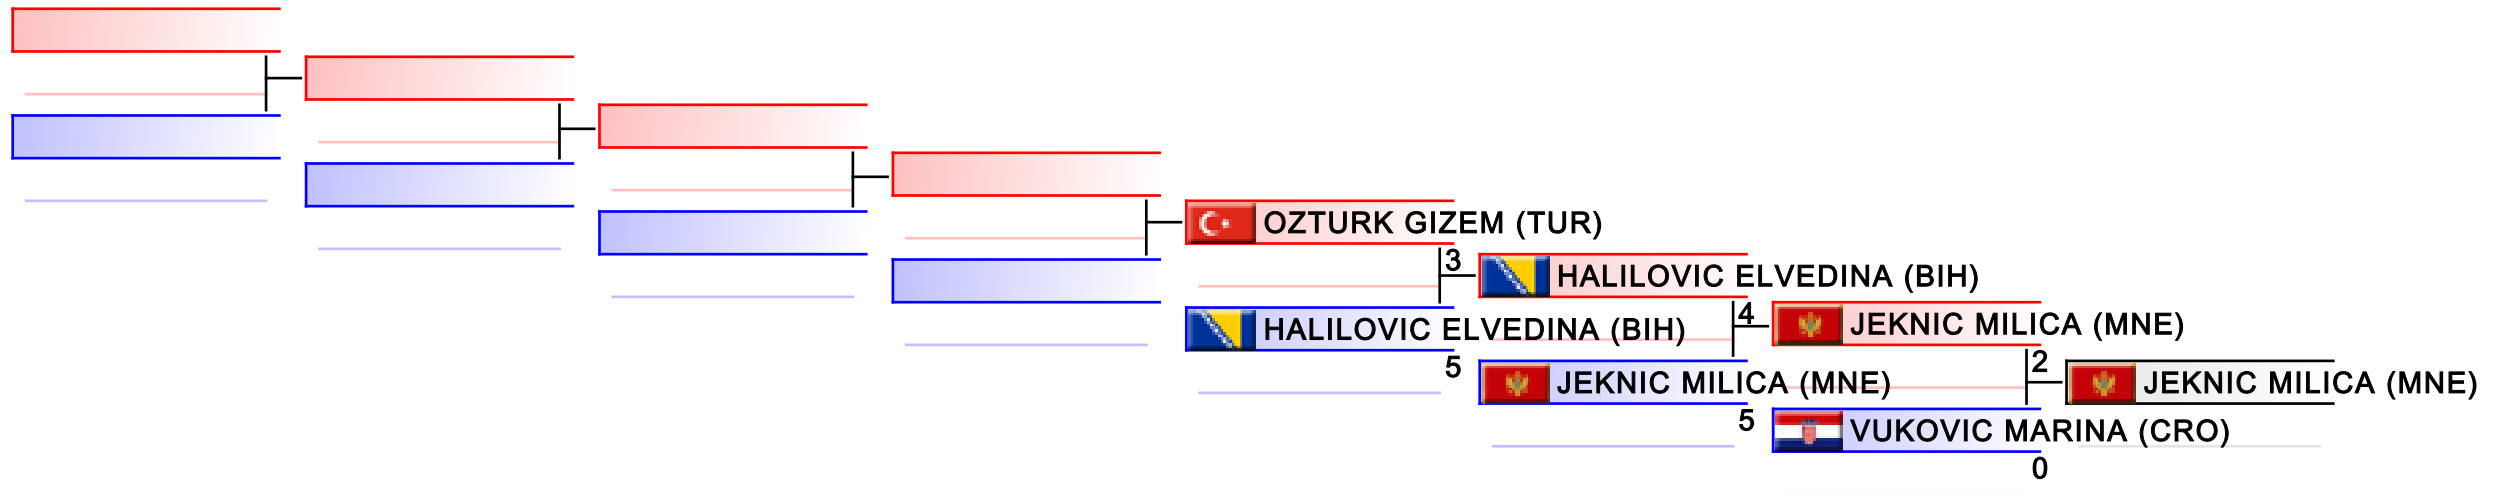 OZTURK GIZEM (TUR)
3
HALILOVIC ELVEDINA (BIH)
5
HALILOVIC ELVEDINA (BIH)
4
JEKNIC MILICA (MNE)
5
JEKNIC MILICA (MNE)
2
VUKOVIC MARINA (CRO)
0
JEKNIC MILICA (MNE)